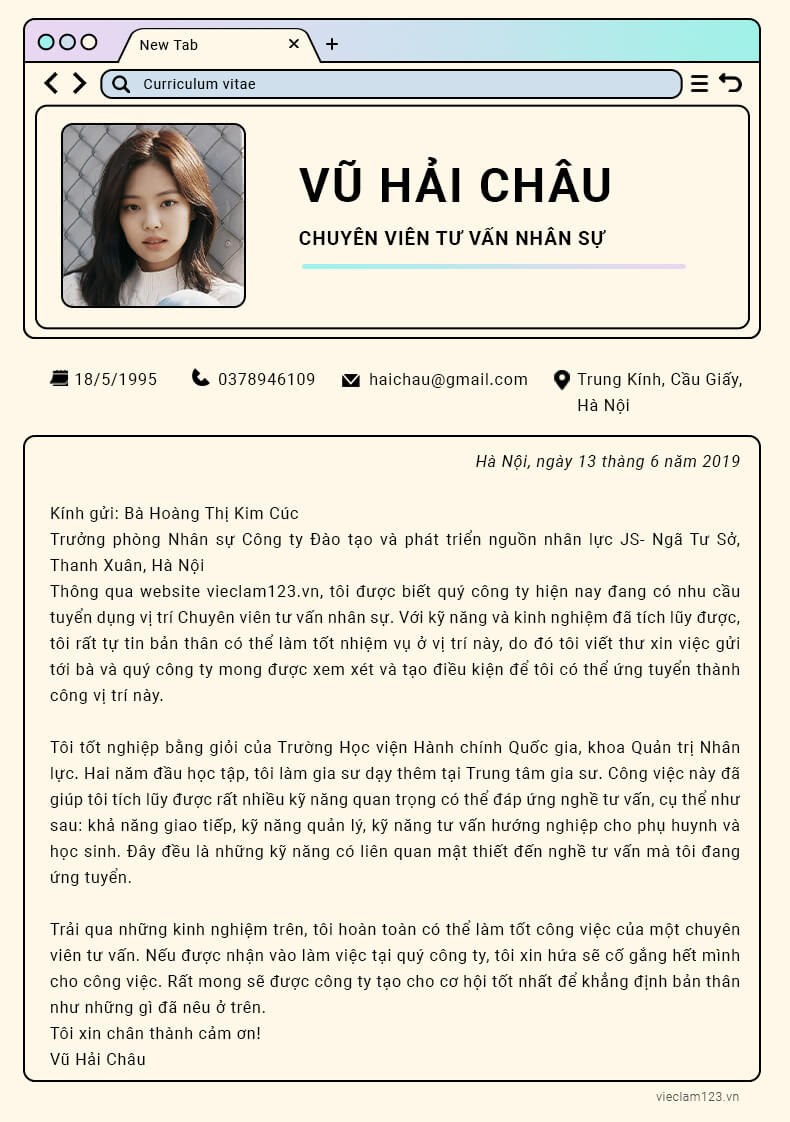 New Tab
Curriculum vitae
VŨ HẢI CHÂU
CHUYÊN VIÊN TƯ VẤN NHÂN SỰ
18/5/1995 0378946109 haichau@gmail.com Trung Kính, Cầu Giấy,
Hà Nội
Hà Nội, ngày 13 tháng 6 năm 2019
Kính gửi: Bà Hoàng Thị Kim Cúc
Trưởng phòng Nhân sự Công ty Đào tạo và phát triển nguồn nhân lực JS- Ngã Tư Sở,
Thanh Xuân, Hà Nội
Thông qua website vieclam123.vn, tôi được biết quý công ty hiện nay đang có nhu cầu
tuyển dụng vị trí Chuyên viên tư vấn nhân sự. Với kỹ năng và kinh nghiệm đã tích lũy được,
tôi rất tự tin bản thân có thể làm tốt nhiệm vụ ở vị trí này, do đó tôi viết thư xin việc gửi
tới bà và quý công ty mong được xem xét và tạo điều kiện để tôi có thể ứng tuyển thành
công vị trí này.
Tôi tốt nghiệp bằng giỏi của Trường Học viện Hành chính Quốc gia, khoa Quản trị Nhân
lực. Hai năm đầu học tập, tôi làm gia sư dạy thêm tại Trung tâm gia sư. Công việc này đã
giúp tôi tích lũy được rất nhiều kỹ năng quan trọng có thể đáp ứng nghề tư vấn, cụ thể như
sau: khả năng giao tiếp, kỹ năng quản lý, kỹ năng tư vấn hướng nghiệp cho phụ huynh và
học sinh. Đây đều là những kỹ năng có liên quan mật thiết đến nghề tư vấn mà tôi đang
ứng tuyển.
Trải qua những kinh nghiệm trên, tôi hoàn toàn có thể làm tốt công việc của một chuyên
viên tư vấn. Nếu được nhận vào làm việc tại quý công ty, tôi xin hứa sẽ cố gắng hết mình
cho công việc. Rất mong sẽ được công ty tạo cho cơ hội tốt nhất để khẳng định bản thân
như những gì đã nêu ở trên.
Tôi xin chân thành cảm ơn!
Vũ Hải Châu
vieclam123.vn